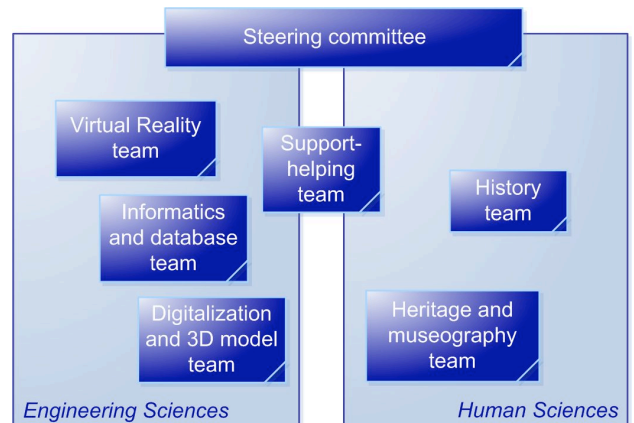 Steering committee
Virtual Reality
team
Support-
helping
team
History
team
Informatics
and database
team
Digitalization
and 3D model
team
Heritage and
museography
team
Engineering Sciences
Human Sciences